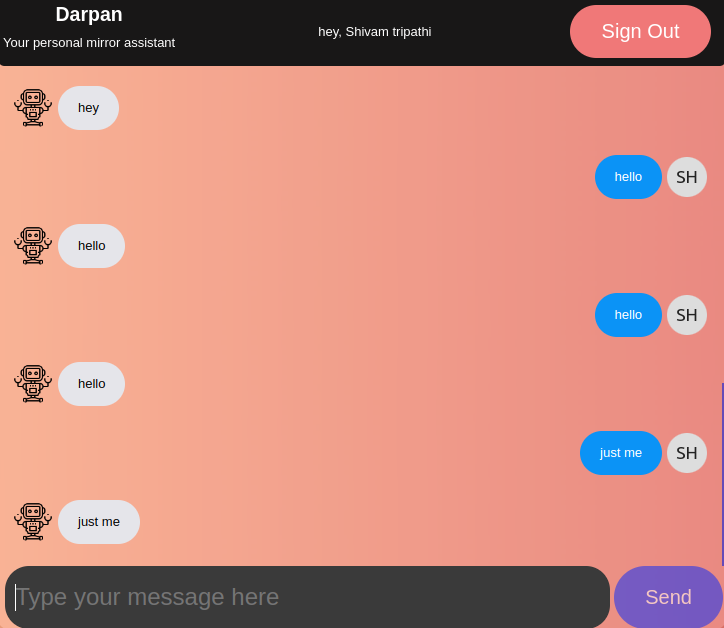 Darpan
Your personal mirror assistant
hey, Shivam tripathi
Sign Out
hey
hello
SH
hello
hello
SH
hello
just me
SH
just me
Type your message here
Send